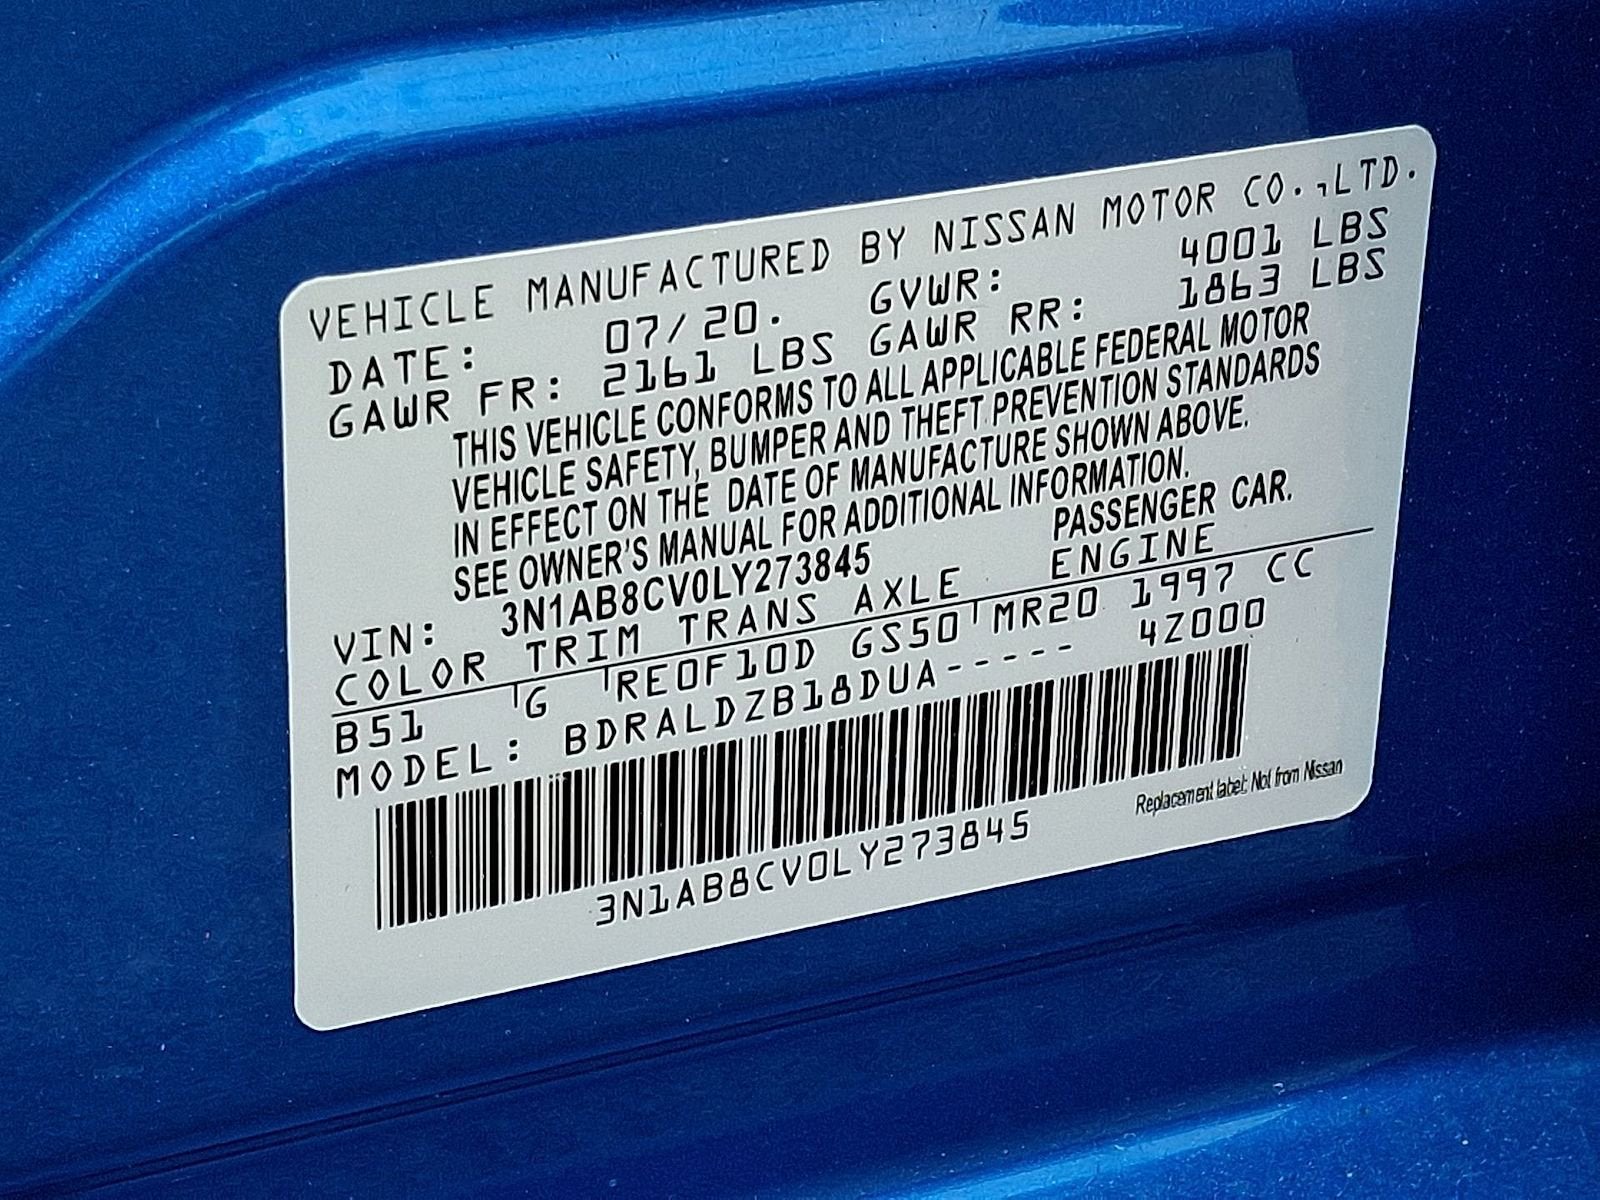 VEHICLE MANUFACTURED BY NISSAN MOTOR CO.,LTD.
DATE: 07/20. GVWR: 4001 LBS
GAWR FR: 2161 LBS GAWR RR: 1863 LBS
THIS VEHICLE CONFORMS TO ALL APPLICABLE FEDERAL MOTOR
VEHICLE SAFETY, BUMPER AND THEFT PREVENTION STANDARDS
IN EFFECT ON THE DATE OF MANUFACTURE SHOWN ABOVE.
SEE OWNER'S MANUAL FOR ADDITIONAL INFORMATION.
VIN: 3N1AB8CV0LY273845 PASSENGER CAR.
COLOR TRIM TRANS AXLE ENGINE
B51 G RE0F10D GS50 MR20 1997 CC
MODEL: BDRALDZB18DUA----- 4Z000
3N1AB8CV0LY273845
Replacement label: Not from Nissan